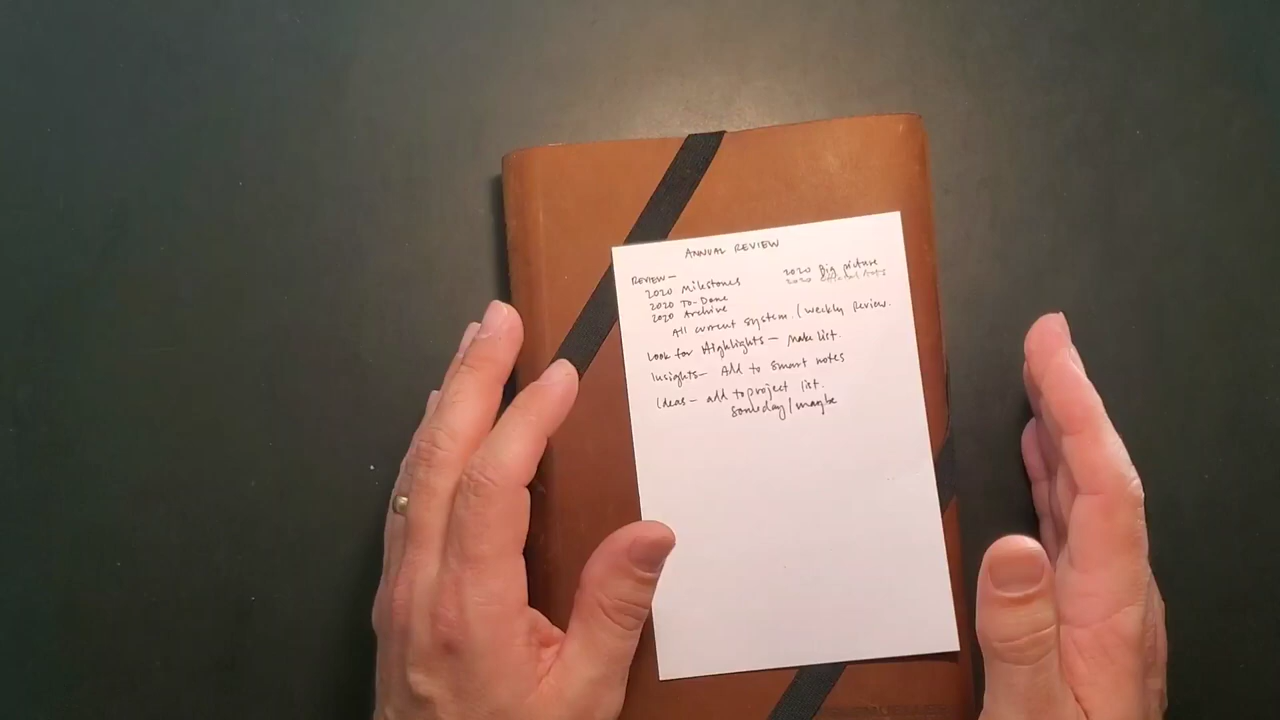 ANNUAL REVIEW
REVIEW—
2020 Milestones
2020 To-Done
2020 Archive
2020 Big picture
2020
All current system. / weekly Review.
Look for Highlights — make list.
Insights — Add to smart notes
Ideas — add to project list.
someday/maybe